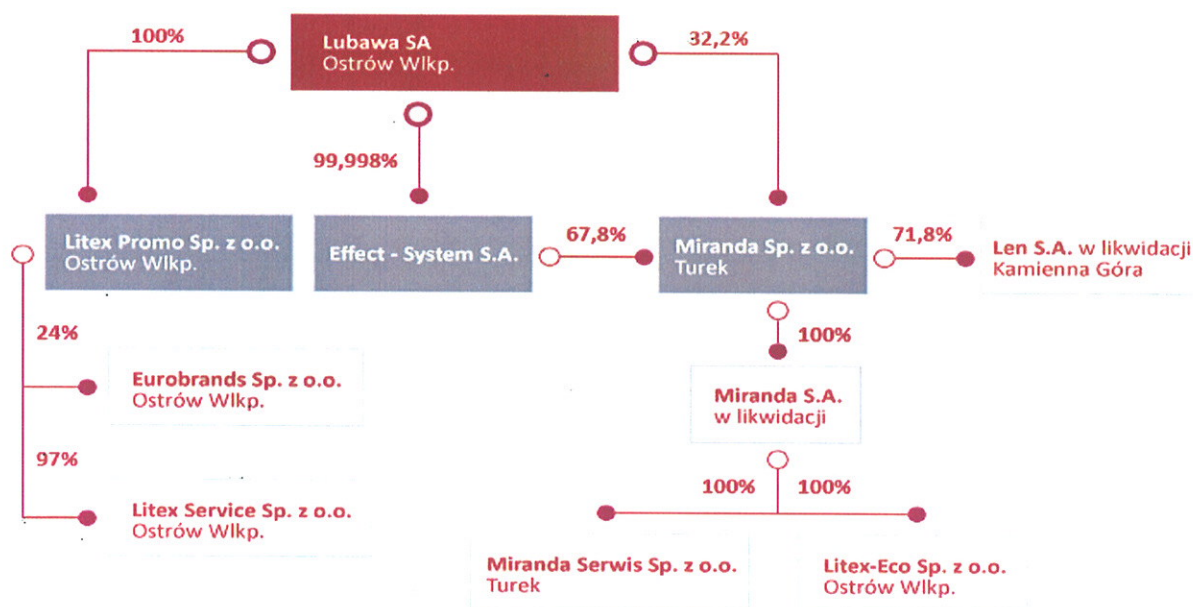 100%
Lubawa SA
Ostrów Wlkp.
32,2%
99,998%
Litex Promo Sp. z o.o.
Ostrów Wlkp.
Effect - System S.A.
67,8%
Miranda Sp. z o.o.
Turek
71,8%
Len S.A. w likwidacji
Kamienna Góra
24%
100%
Eurobrands Sp. z o.o.
Ostrów Wlkp.
Miranda S.A.
w likwidacji
97%
100%
100%
Litex Service Sp. z o.o.
Ostrów Wlkp.
Miranda Serwis Sp. z o.o.
Turek
Litex-Eco Sp. z o.o.
Ostrów Wlkp.